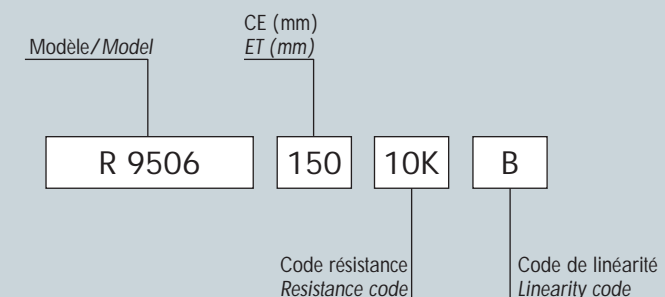 CE (mm)
Modèle/Model
ET (mm)
R 9506
150
10K
B
Code résistance
Resistance code
Code de linéarité
Linearity code